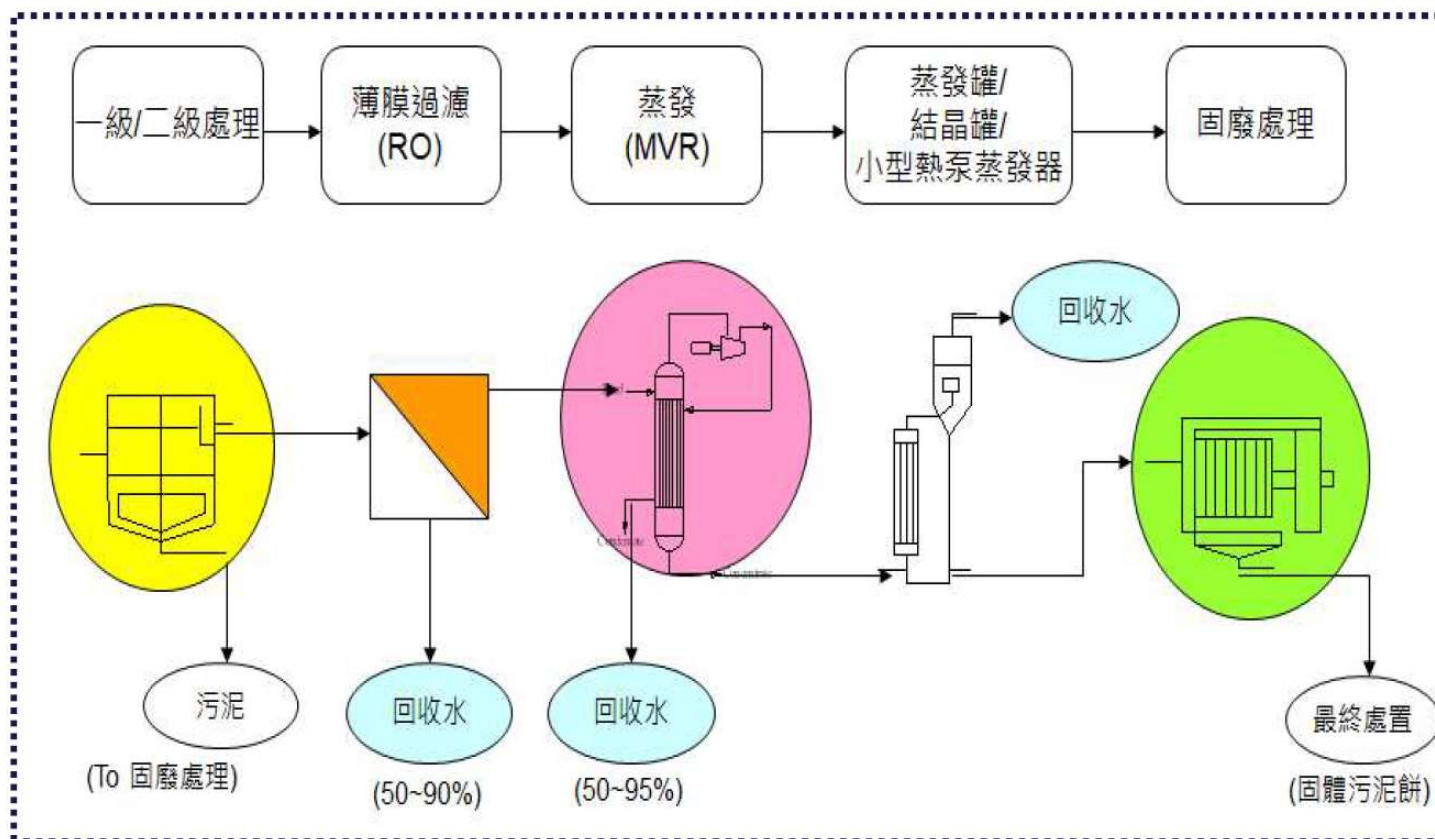 一級/二級處理
薄膜過濾
(RO)
蒸發
(MVR)
蒸發罐/
結晶罐/
小型熱泵蒸發器
固廢處理
回收水
Condensate
污泥
(To 固廢處理)
回收水
(50~90%)
回收水
(50~95%)
最終處置
(固體污泥餅)